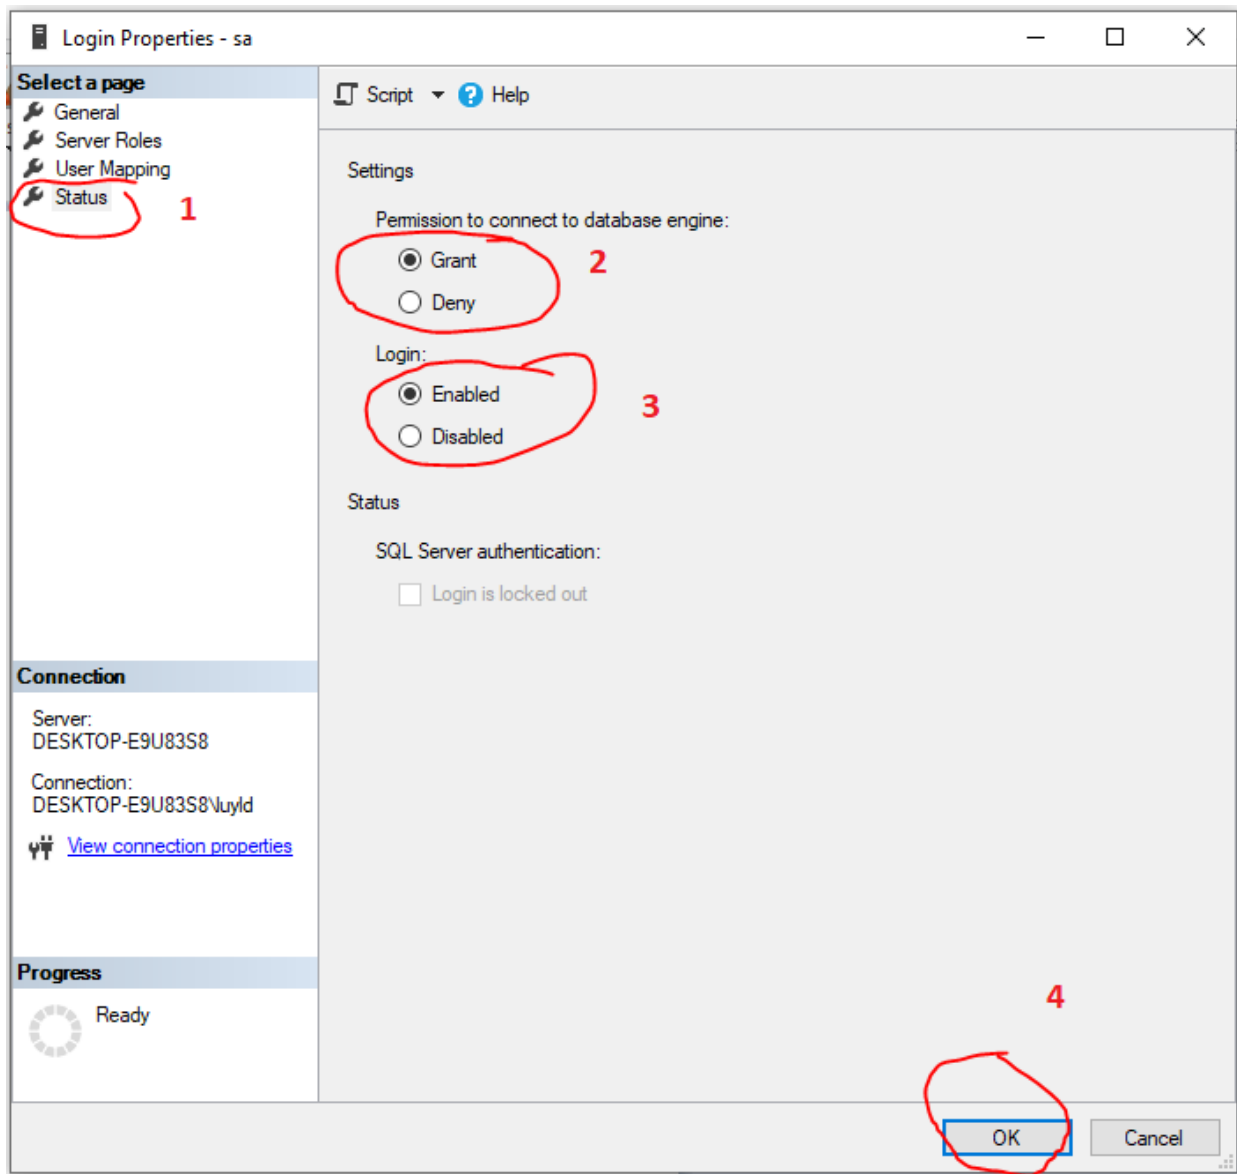 Login Properties - sa
Select a page
General
Server Roles
User Mapping
Status
1
Script
Help
Settings
Permission to connect to database engine:
Grant
Deny
2
Login:
Enabled
Disabled
3
Status
SQL Server authentication:
Login is locked out
Connection
Server:
DESKTOP-E9U83S8
Connection:
DESKTOP-E9U83S8\luyld
View connection properties
Progress
Ready
4
OK
Cancel